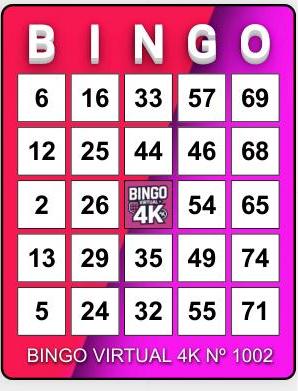 B I N G O
6 16 33 57 69
12 25 44 46 68
2 26 BINGO VIRTUAL 4K 54 65
13 29 35 49 74
5 24 32 55 71
BINGO VIRTUAL 4K Nº 1002